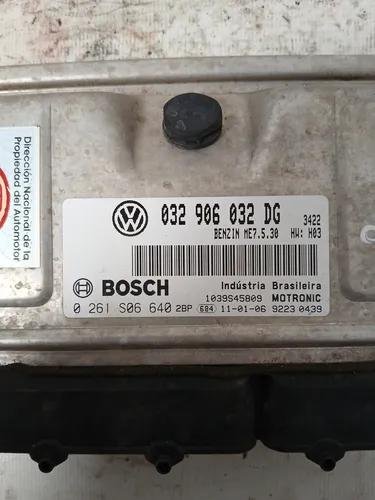 Dirección Nacional de la
Propiedad del Automotor
032 906 032 DG 3422
BENZIN ME7.5.30 HW: H03
BOSCH Indústria Brasileira
1039S45809 MOTRONIC
0 261 S06 640 2BP 684 11-01-06 9223 0439